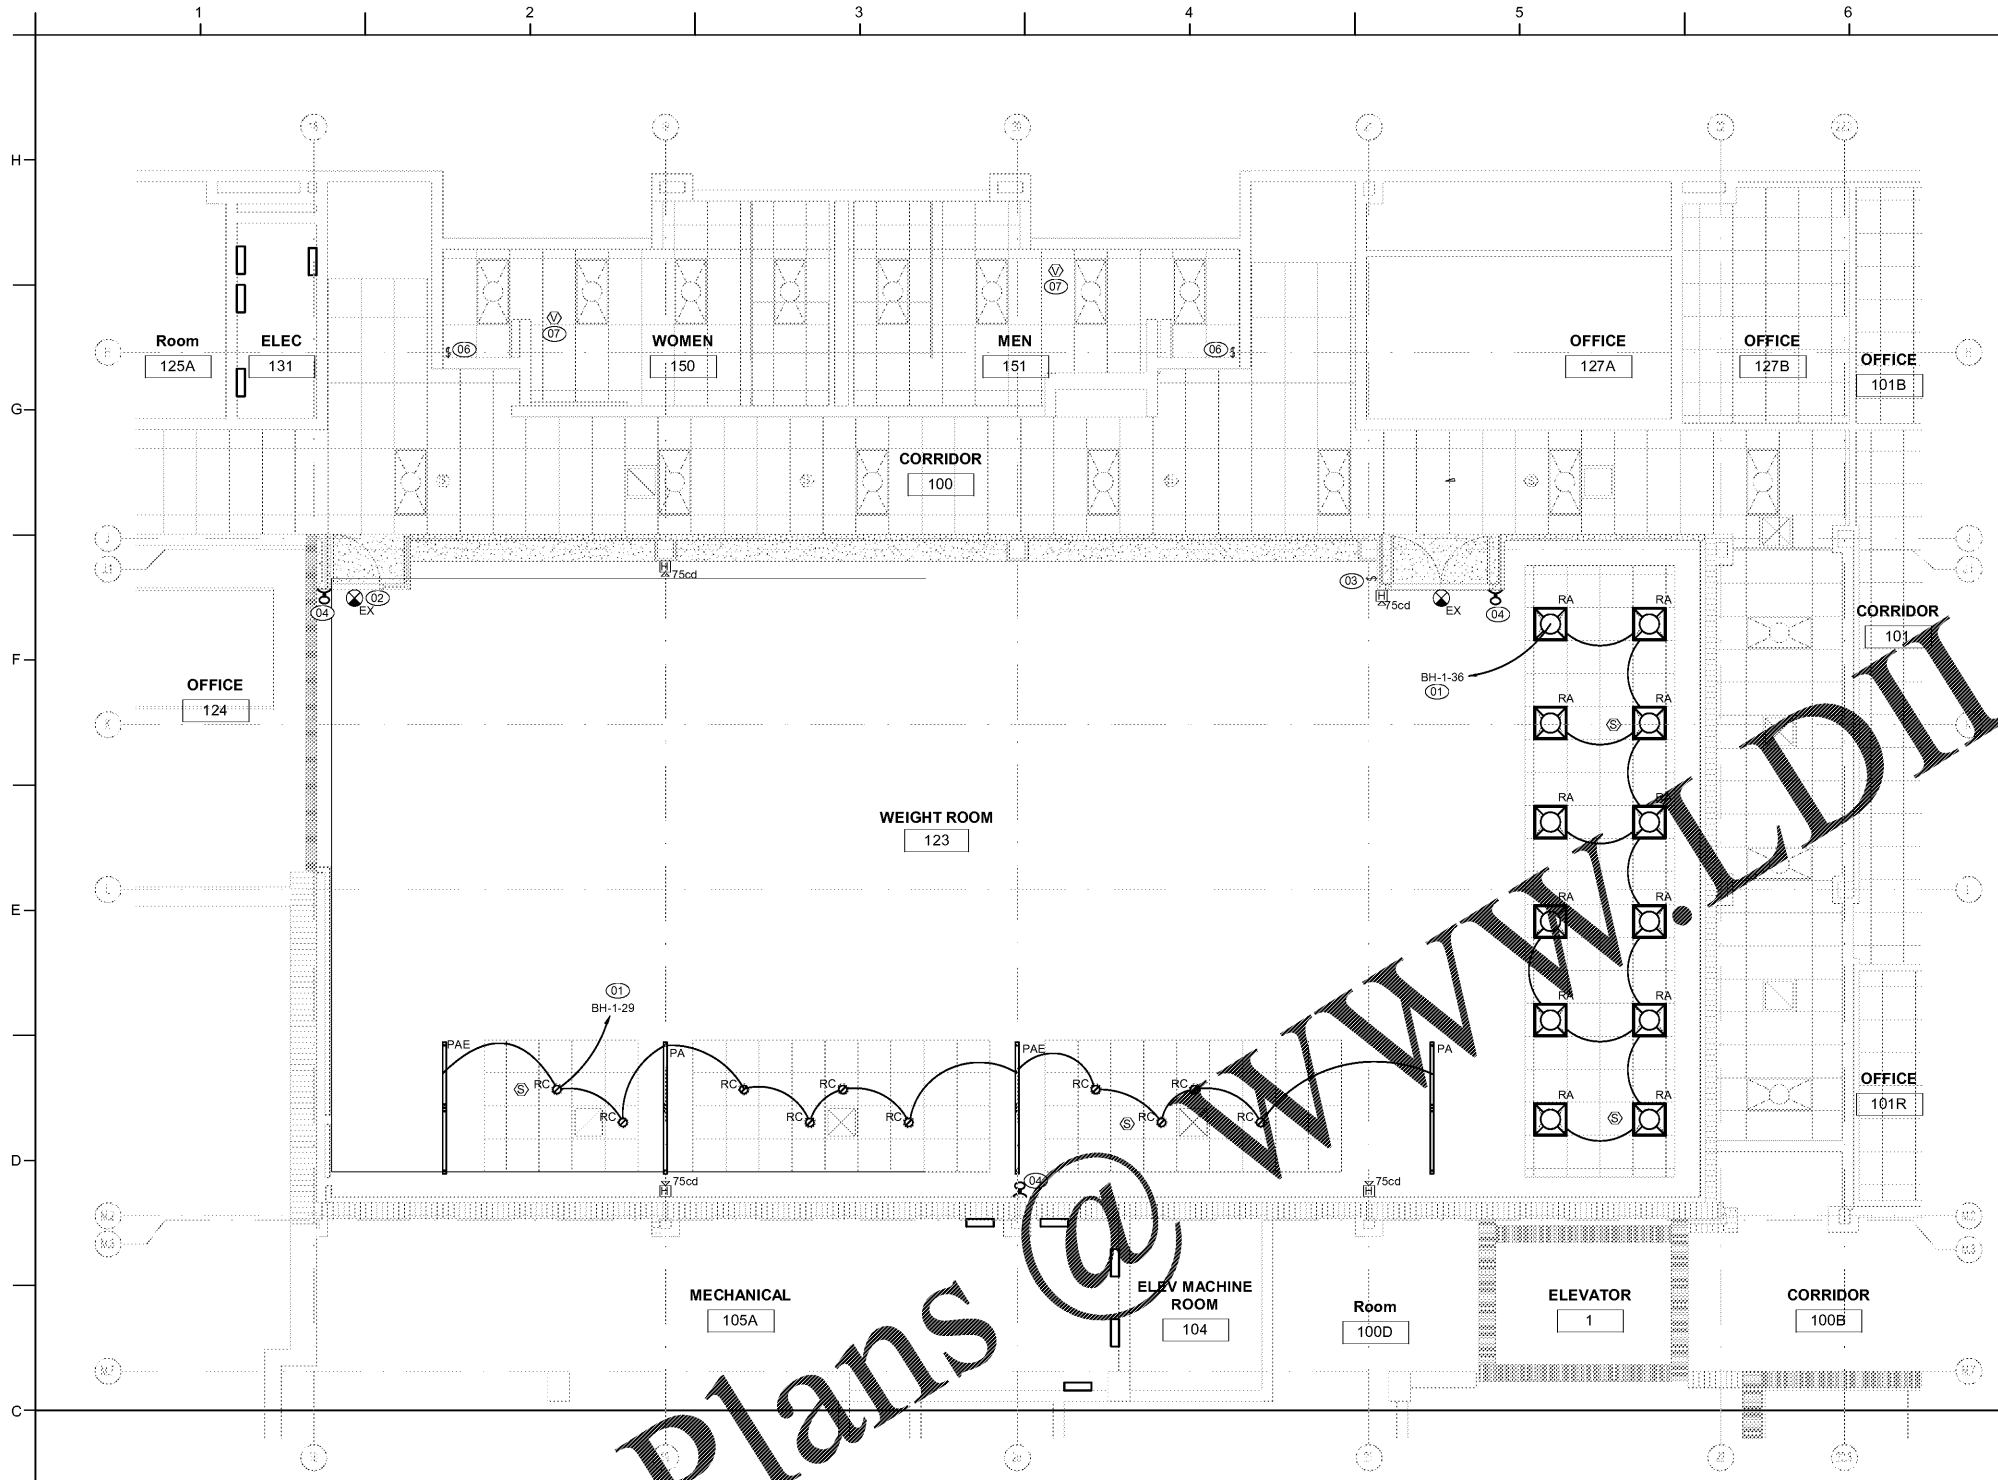 1 2 3 4 5 6
H
Room
125A
ELEC
131
06
V
07
WOMEN
150
MEN
151
V
07
06
OFFICE
127A
OFFICE
127B
OFFICE
101B
G
CORRIDOR
100
04
EX
02
H
75cd
03
H
75cd
EX
04
RA RA
CORRIDOR
101
F
BH-1-36
01
OFFICE
124
RA RA
S
WEIGHT ROOM
123
RA RA
E
RA RA
01
BH-1-29
RA RA
PAE
PA
PAE
PA
S
RC
RC
RC
RC
RC
RC
RC
RC
RC
RC
S
RA RA
S
OFFICE
101R
D
H
75cd
04
H
75cd
MECHANICAL
105A
ELEV MACHINE
ROOM
104
Room
100D
ELEVATOR
1
CORRIDOR
100B
C
Plans @ www.LDII